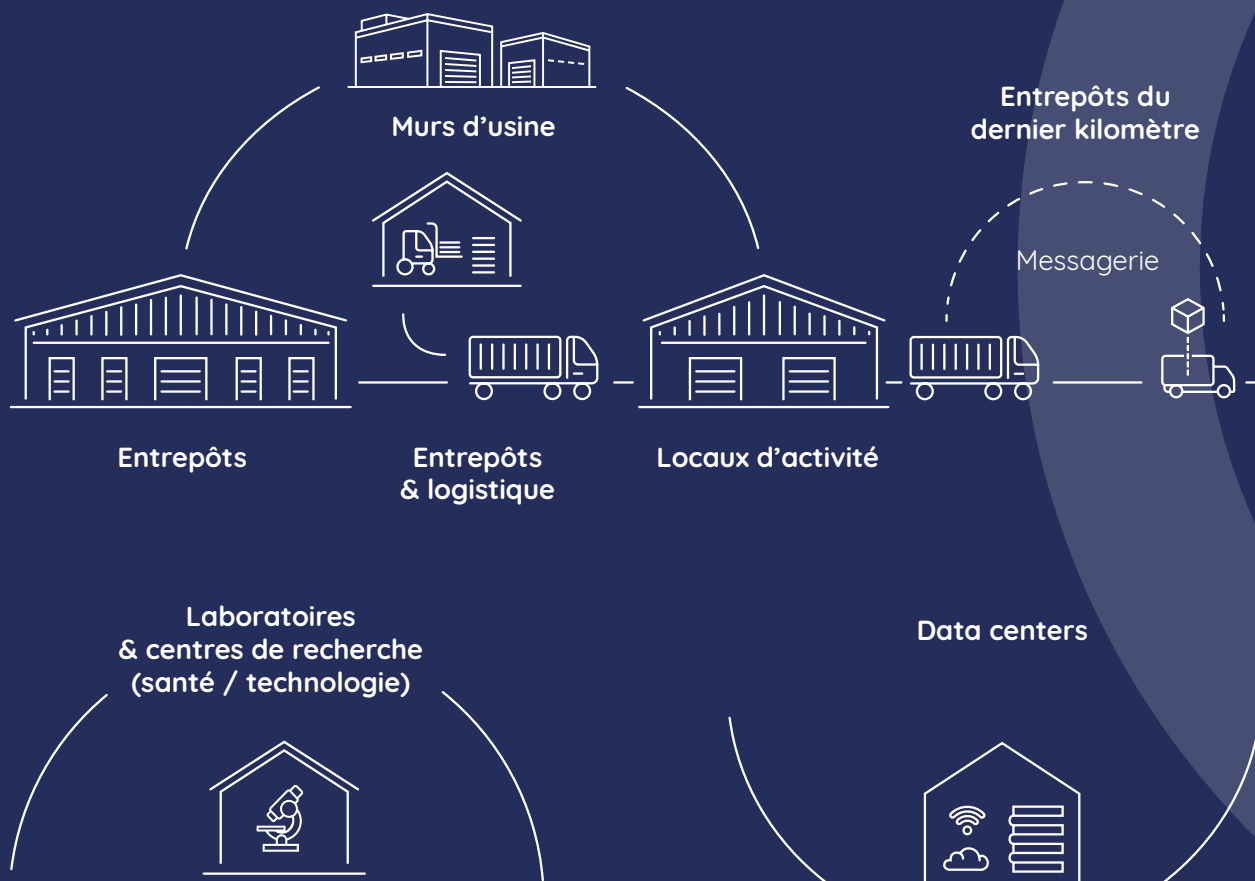 Murs d’usine
Entrepôts du
dernier kilomètre
Messagerie
Entrepôts
Entrepôts
& logistique
Locaux d’activité
Laboratoires
& centres de recherche
(santé / technologie)
Data centers